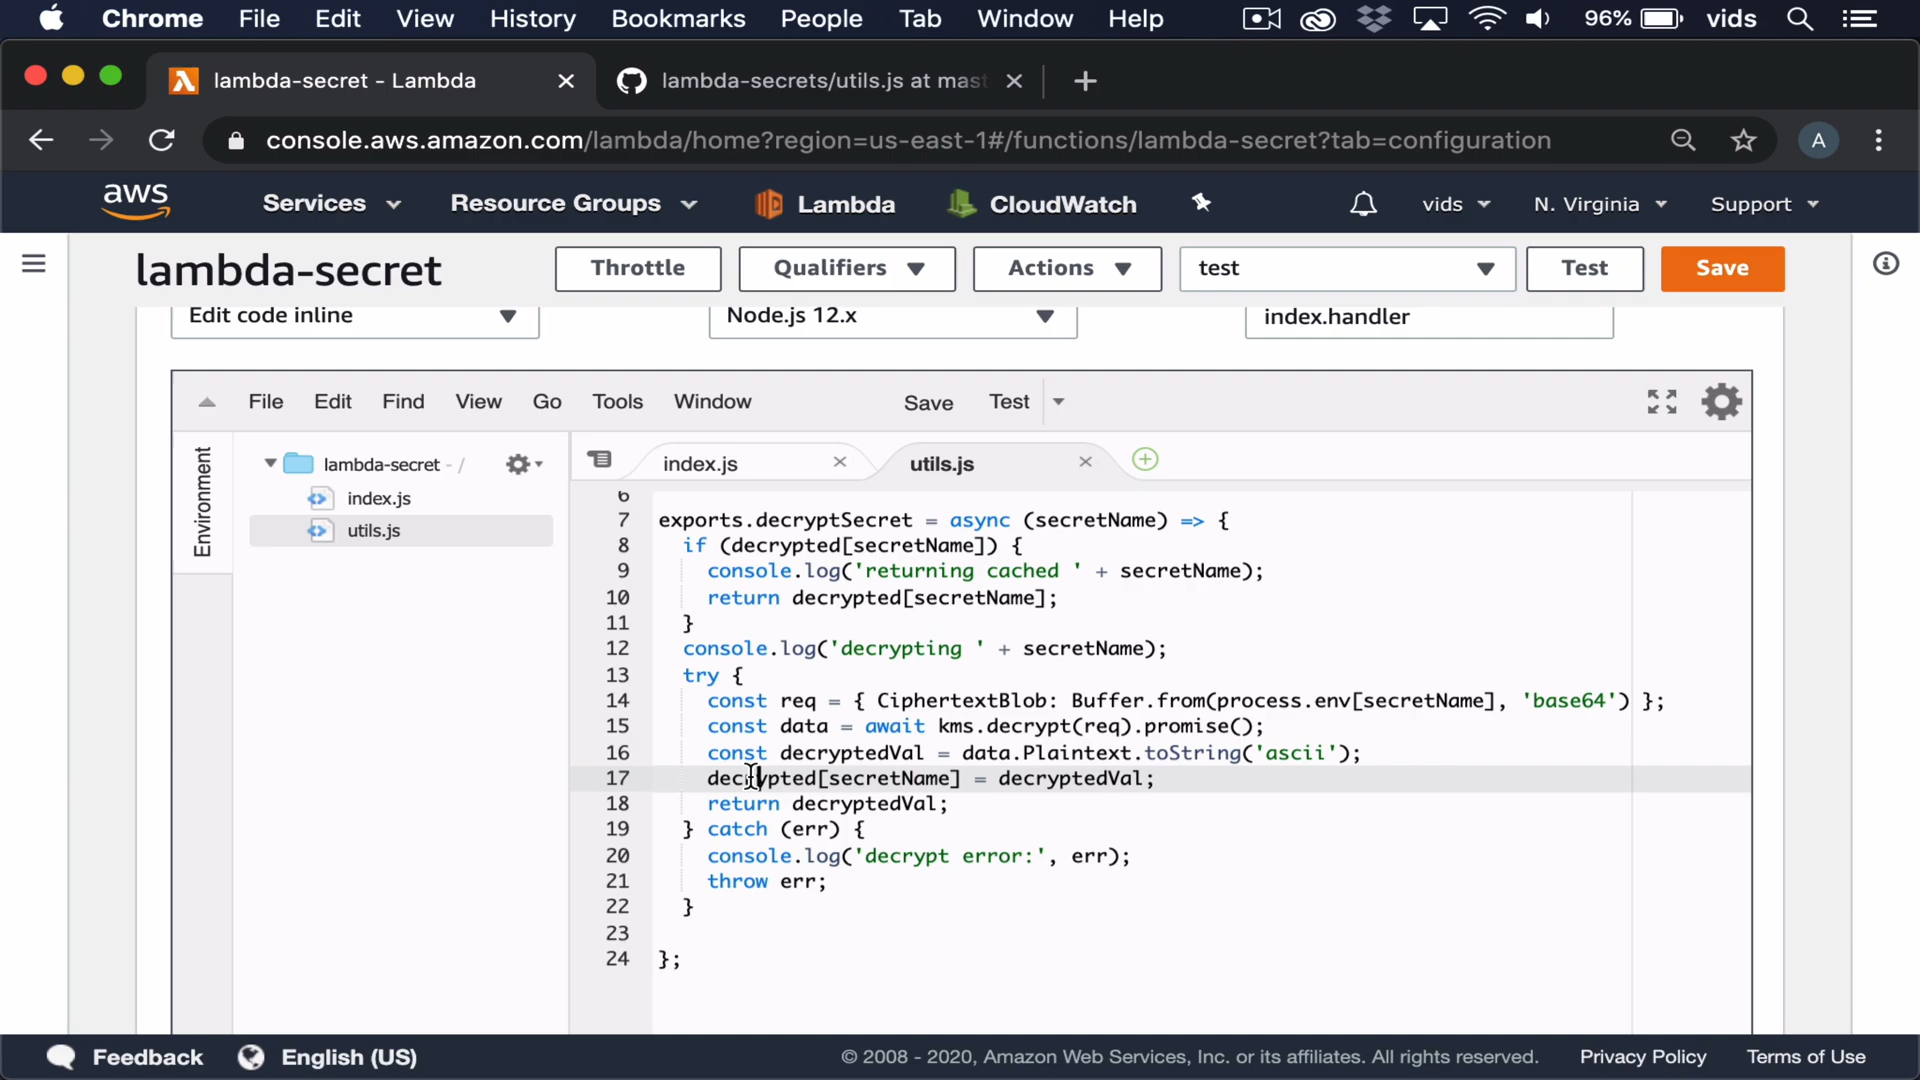 Chrome File Edit View History Bookmarks People Tab Window Help 96% vids
lambda-secret - Lambda lambda-secrets/utils.js at mast
console.aws.amazon.com/lambda/home?region=us-east-1#/functions/lambda-secret?tab=configuration A
aws Services Resource Groups Lambda CloudWatch vids N. Virginia Support
lambda-secret Throttle Qualifiers Actions test Test Save
Edit code inline Node.js 12.x index.handler
File Edit Find View Go Tools Window Save Test
Environment
lambda-secret - /
index.js
utils.js
index.js utils.js
6
7 exports.decryptSecret = async (secretName) => {
8 if (decrypted[secretName]) {
9 console.log('returning cached ' + secretName);
10 return decrypted[secretName];
11 }
12 console.log('decrypting ' + secretName);
13 try {
14 const req = { CiphertextBlob: Buffer.from(process.env[secretName], 'base64') };
15 const data = await kms.decrypt(req).promise();
16 const decryptedVal = data.Plaintext.toString('ascii');
17 decrypted[secretName] = decryptedVal;
18 return decryptedVal;
19 } catch (err) {
20 console.log('decrypt error:', err);
21 throw err;
22 }
23
24 };
Feedback English (US) © 2008 - 2020, Amazon Web Services, Inc. or its affiliates. All rights reserved. Privacy Policy Terms of Use